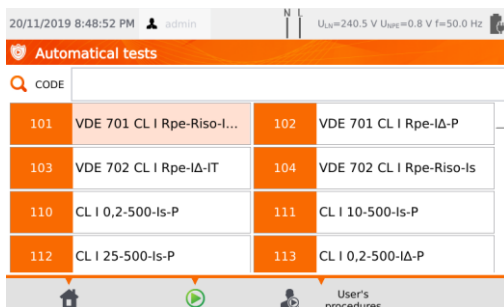 20/11/2019 8:48:52 PM admin N L ULN=240.5 V UNPE=0.8 V f=50.0 Hz
Automatical tests
CODE
101 VDE 701 CL I Rpe-Riso-I... 102 VDE 701 CL I Rpe-IΔ-P
103 VDE 702 CL I Rpe-IΔ-IT 104 VDE 702 CL I Rpe-Riso-Is
110 CL I 0,2-500-Is-P 111 CL I 10-500-Is-P
112 CL I 25-500-Is-P 113 CL I 0,2-500-IΔ-P
User's
procedures